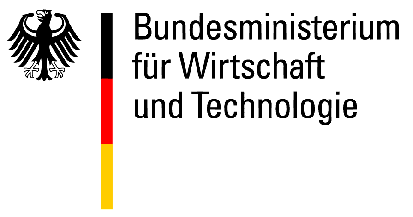 Bundesministerium
für Wirtschaft
und Technologie